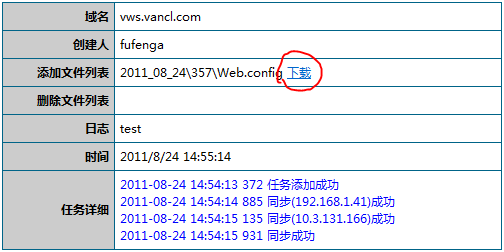 域名 vws.vancl.com
创建人 fufenga
添加文件列表 2011_08_24\357\Web.config 下载
删除文件列表
日志 test
时间 2011/8/24 14:55:14
任务详细 2011-08-24 14:54:13 372 任务添加成功
2011-08-24 14:54:14 885 同步(192.168.1.41)成功
2011-08-24 14:54:15 135 同步(10.3.131.166)成功
2011-08-24 14:54:15 931 同步成功